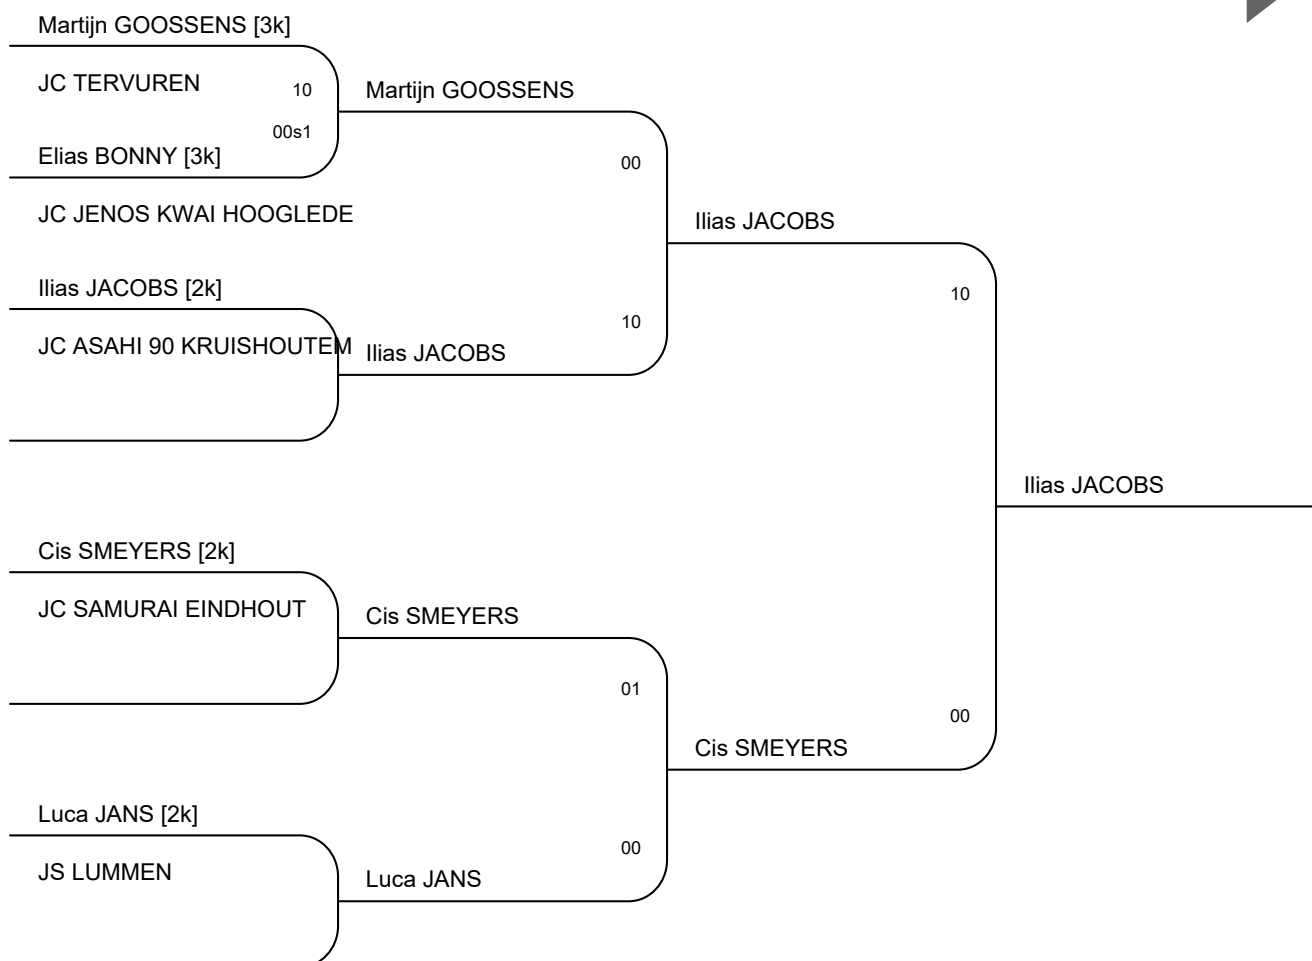 Martijn GOOSSENS [3k]
JC TERVUREN
10
Martijn GOOSSENS
00s1
Elias BONNY [3k]
00
JC JENOS KWAI HOOGLEDE
Ilias JACOBS
Ilias JACOBS [2k]
10
10
JC ASAHI 90 KRUISHOUTEM
Ilias JACOBS
Ilias JACOBS
Cis SMEYERS [2k]
JC SAMURAI EINDHOUT
Cis SMEYERS
01
00
Cis SMEYERS
Luca JANS [2k]
00
JS LUMMEN
Luca JANS